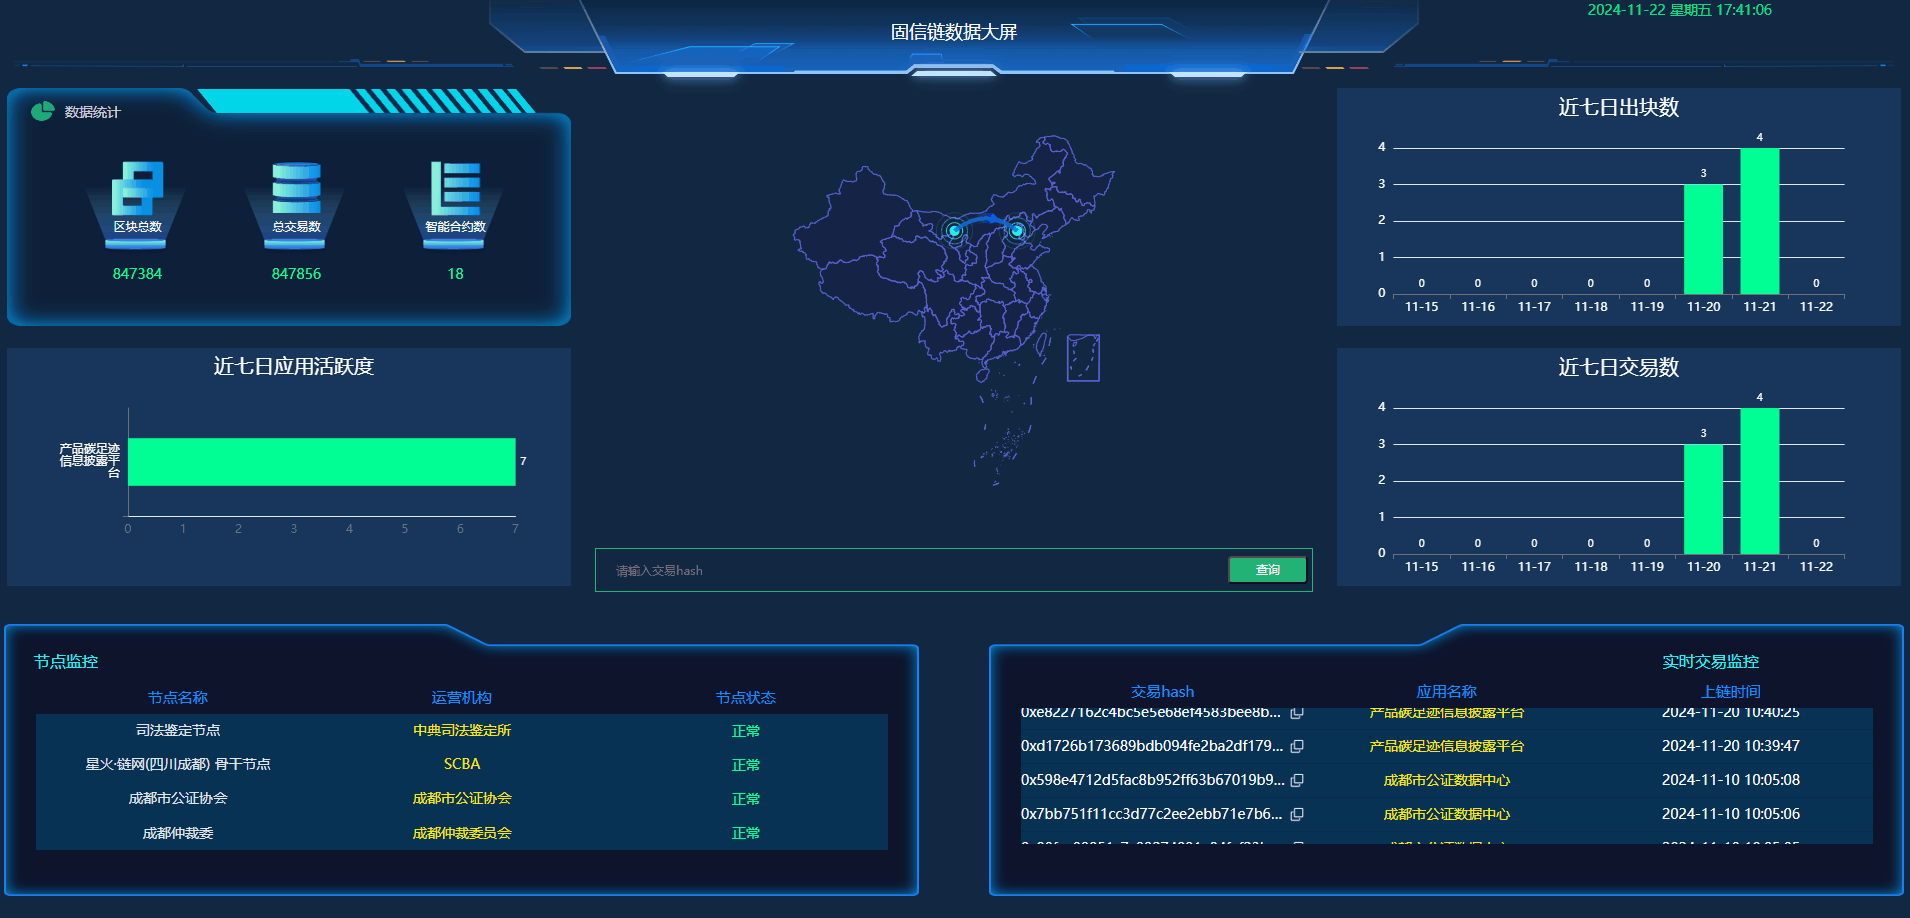 固信链数据大屏
2024-11-22 星期五 17:41:06
数据统计
区块总数
总交易数
智能合约数
847384
847856
18
近七日应用活跃度
产品碳足迹
信息披露平
台
7
0 1 2 3 4 5 6 7
请输入交易hash
查询
近七日出块数
4
3
2
1
0
0 0 0 0 0 3 4 0
11-15 11-16 11-17 11-18 11-19 11-20 11-21 11-22
近七日交易数
4
3
2
1
0
0 0 0 0 0 3 4 0
11-15 11-16 11-17 11-18 11-19 11-20 11-21 11-22
节点监控
节点名称 运营机构 节点状态
司法鉴定节点 中典司法鉴定所 正常
星火·链网(四川成都) 骨干节点 SCBA 正常
成都市公证协会 成都市公证协会 正常
成都仲裁委 成都仲裁委员会 正常
实时交易监控
交易hash 应用名称 上链时间
0xe8227162c4bc5e5e68ef4583bee8b... 产品碳足迹信息披露平台 2024-11-20 10:40:25
0xd1726b173689bdb094fe2ba2df179... 产品碳足迹信息披露平台 2024-11-20 10:39:47
0x598e4712d5fac8b952ff63b67019b9... 成都市公证数据中心 2024-11-10 10:05:08
0x7bb751f11cc3d77c2ee2ebb71e7b6... 成都市公证数据中心 2024-11-10 10:05:06